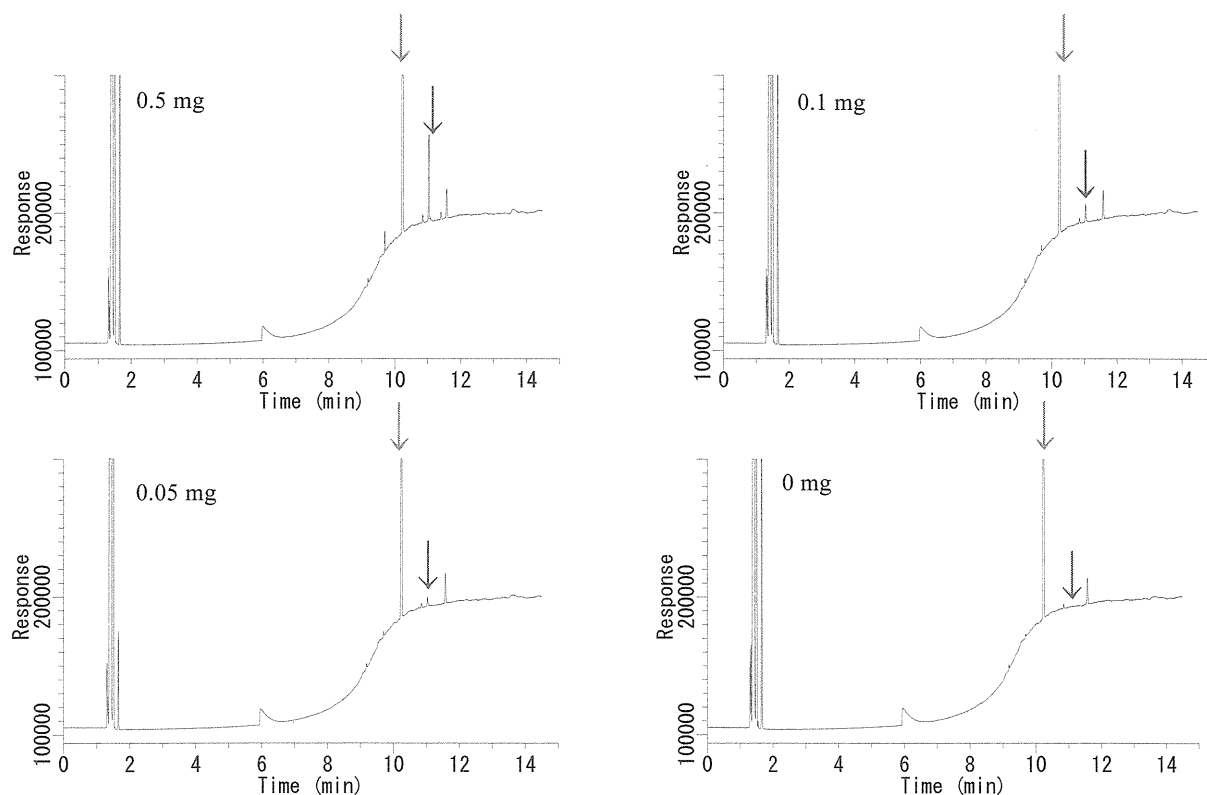 0.5 mg
Response
200000
100000
0 2 4 6 8 10 12 14
Time (min)
0.1 mg
Response
200000
100000
0 2 4 6 8 10 12 14
Time (min)
0.05 mg
Response
200000
100000
0 2 4 6 8 10 12 14
Time (min)
0 mg
Response
200000
100000
0 2 4 6 8 10 12 14
Time (min)